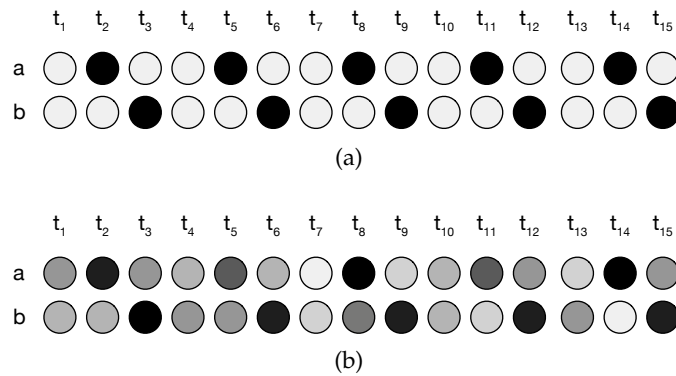 t₁ t₂ t₃ t₄ t₅ t₆ t₇ t₈ t₉ t₁₀ t₁₁ t₁₂ t₁₃ t₁₄ t₁₅
a
b
(a)
t₁ t₂ t₃ t₄ t₅ t₆ t₇ t₈ t₉ t₁₀ t₁₁ t₁₂ t₁₃ t₁₄ t₁₅
a
b
(b)